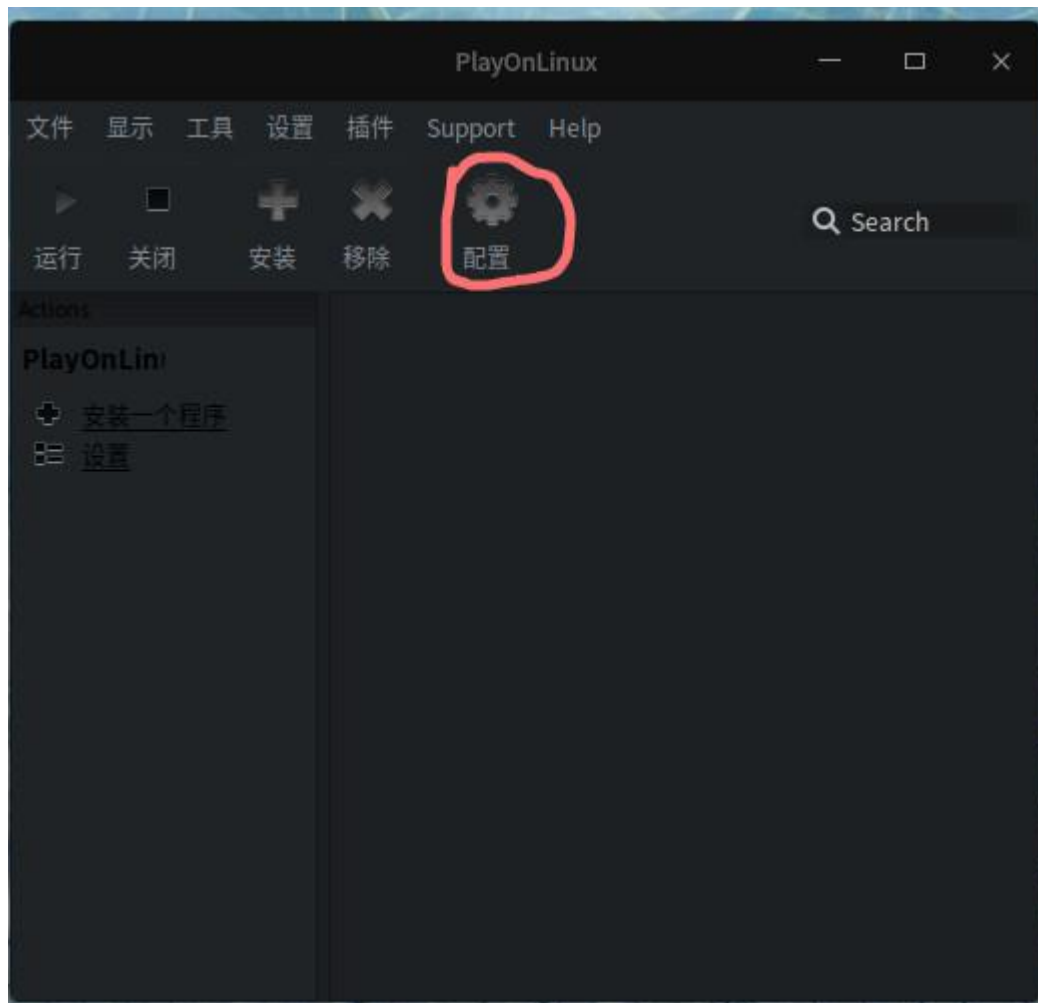 PlayOnLinux
文件 显示 工具 设置 插件 Support Help
Search
运行 关闭 安装 移除 配置
Actions
PlayOnLin
安装一个程序
设置